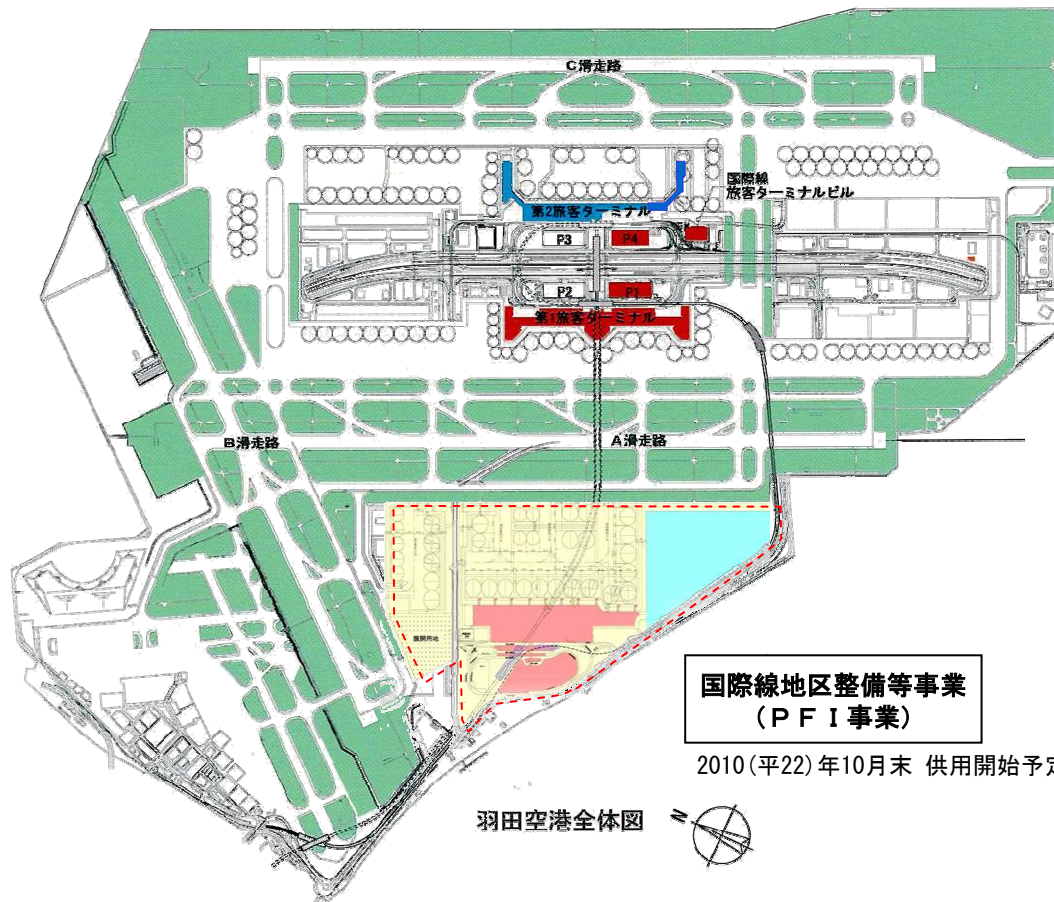 C滑走路
国際線
旅客ターミナルビル
第2旅客ターミナル
P3
P4
P2
P1
第1旅客ターミナル
B滑走路
A滑走路
展開用地
国際線地区整備等事業
(PFI事業)
2010(平22)年10月末 供用開始予定
羽田空港全体図
N